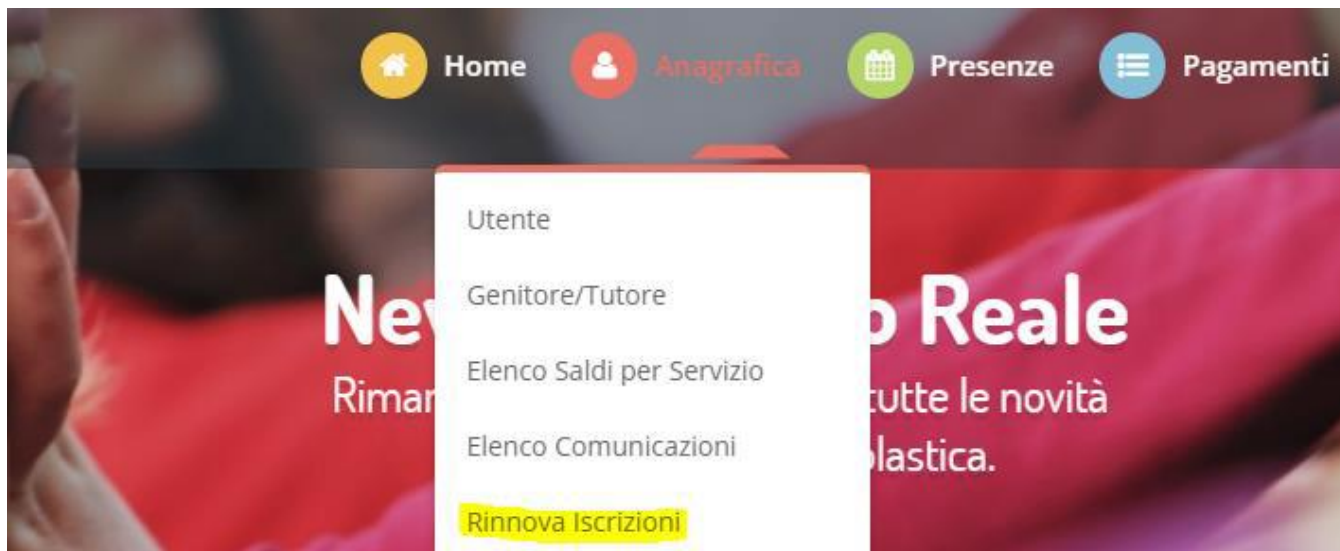 Home Anagrafica Presenze Pagamenti
Utente
Genitore/Tutore
Reale
Elenco Saldi per Servizio
tutte le novità
Elenco Comunicazioni
Rinnova Iscrizioni